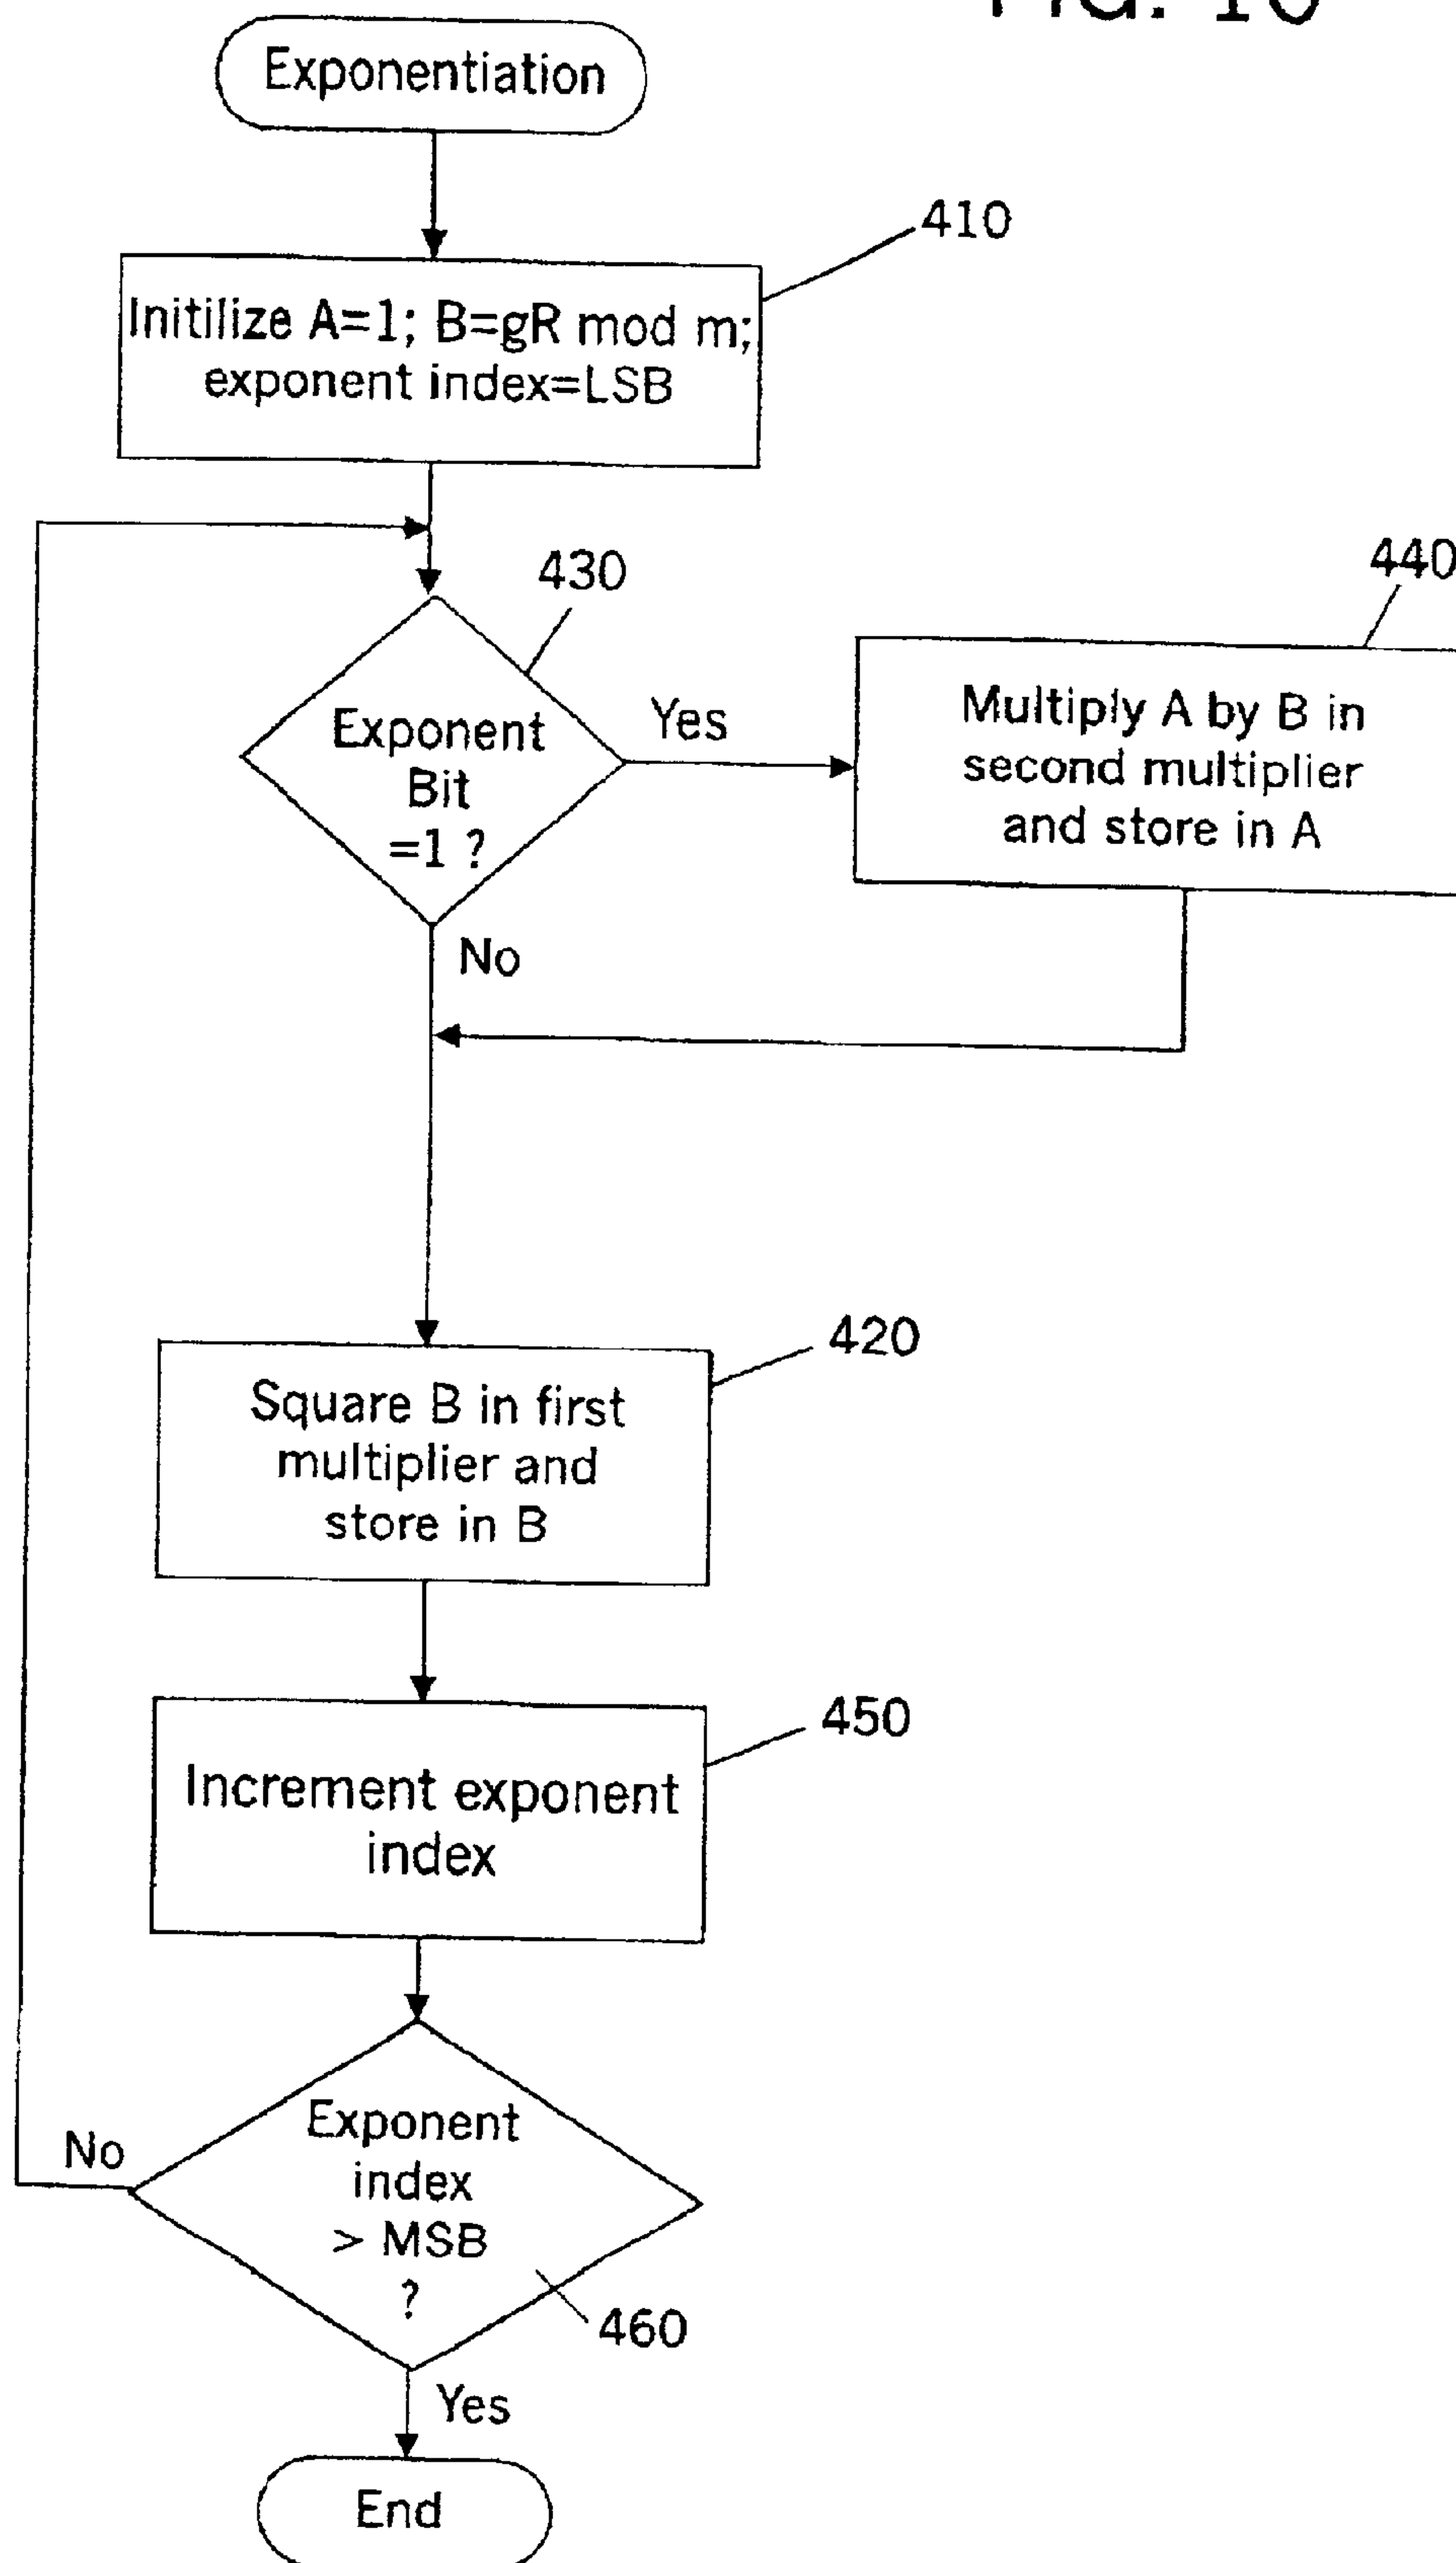 FIG. 10
Exponentiation
410
Initilize A=1; B=gR mod m;
exponent index=LSB
430
440
Exponent
Bit
=1 ?
Yes
Multiply A by B in
second multiplier
and store in A
No
420
Square B in first
multiplier and
store in B
450
Increment exponent
index
Exponent
index
> MSB
?
No
460
Yes
End